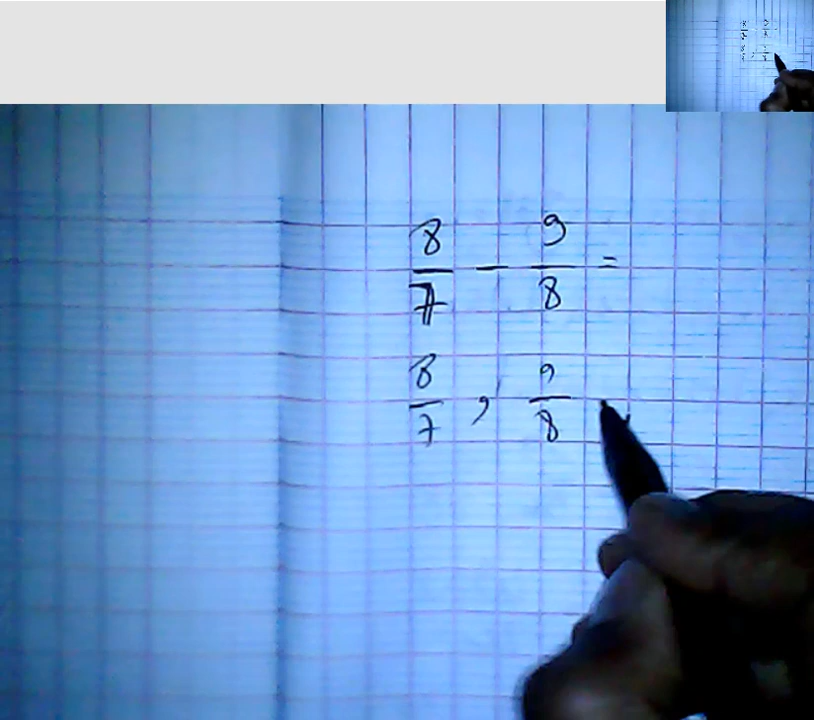 8/7 - 9/8 =
8/7 , 9/8